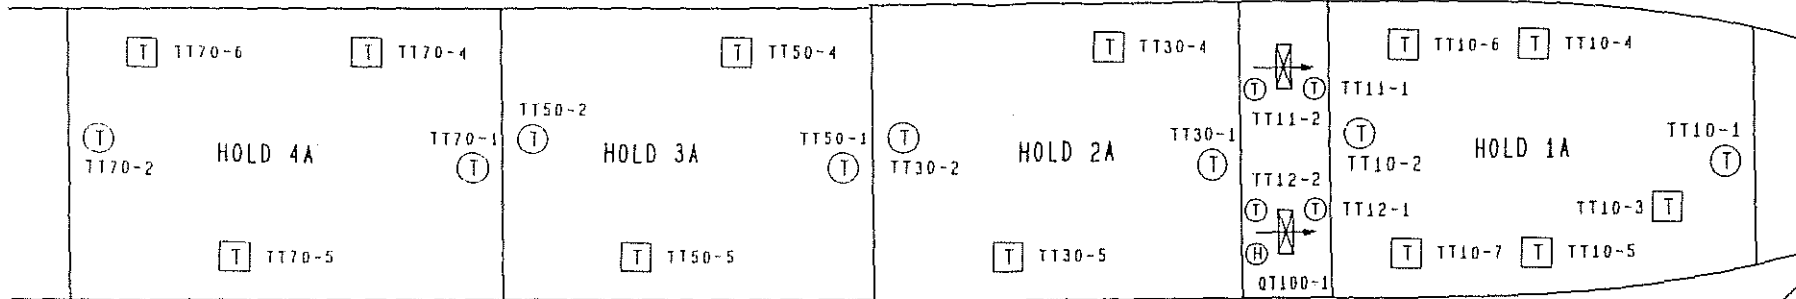 T TT70-6
T TT70-4
T TT50-4
T TT30-4
T TT10-6
T TT10-4
T T TT11-1
TT11-2
TT50-2
T TT70-2
HOLD 4A
TT70-1 T
T
HOLD 3A
TT50-1 T
T TT30-2
HOLD 2A
TT30-1 T
T TT10-2
HOLD 1A
TT10-1 T
TT12-2
T T TT12-1
TT10-3 T
T TT70-5
T TT50-5
T TT30-5
H
QT100-1
T TT10-7
T TT10-5